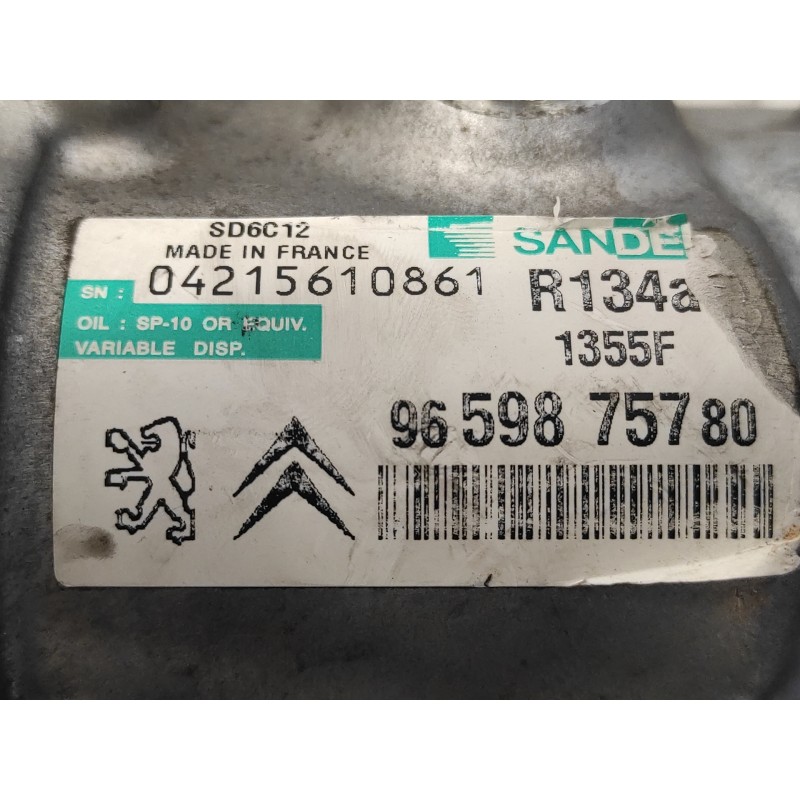 SD6C12
MADE IN FRANCE
SANDE
SN : 04215610861
R134a
OIL : SP-10 OR EQUIV.
VARIABLE DISP.
1355F
96 598 757 80